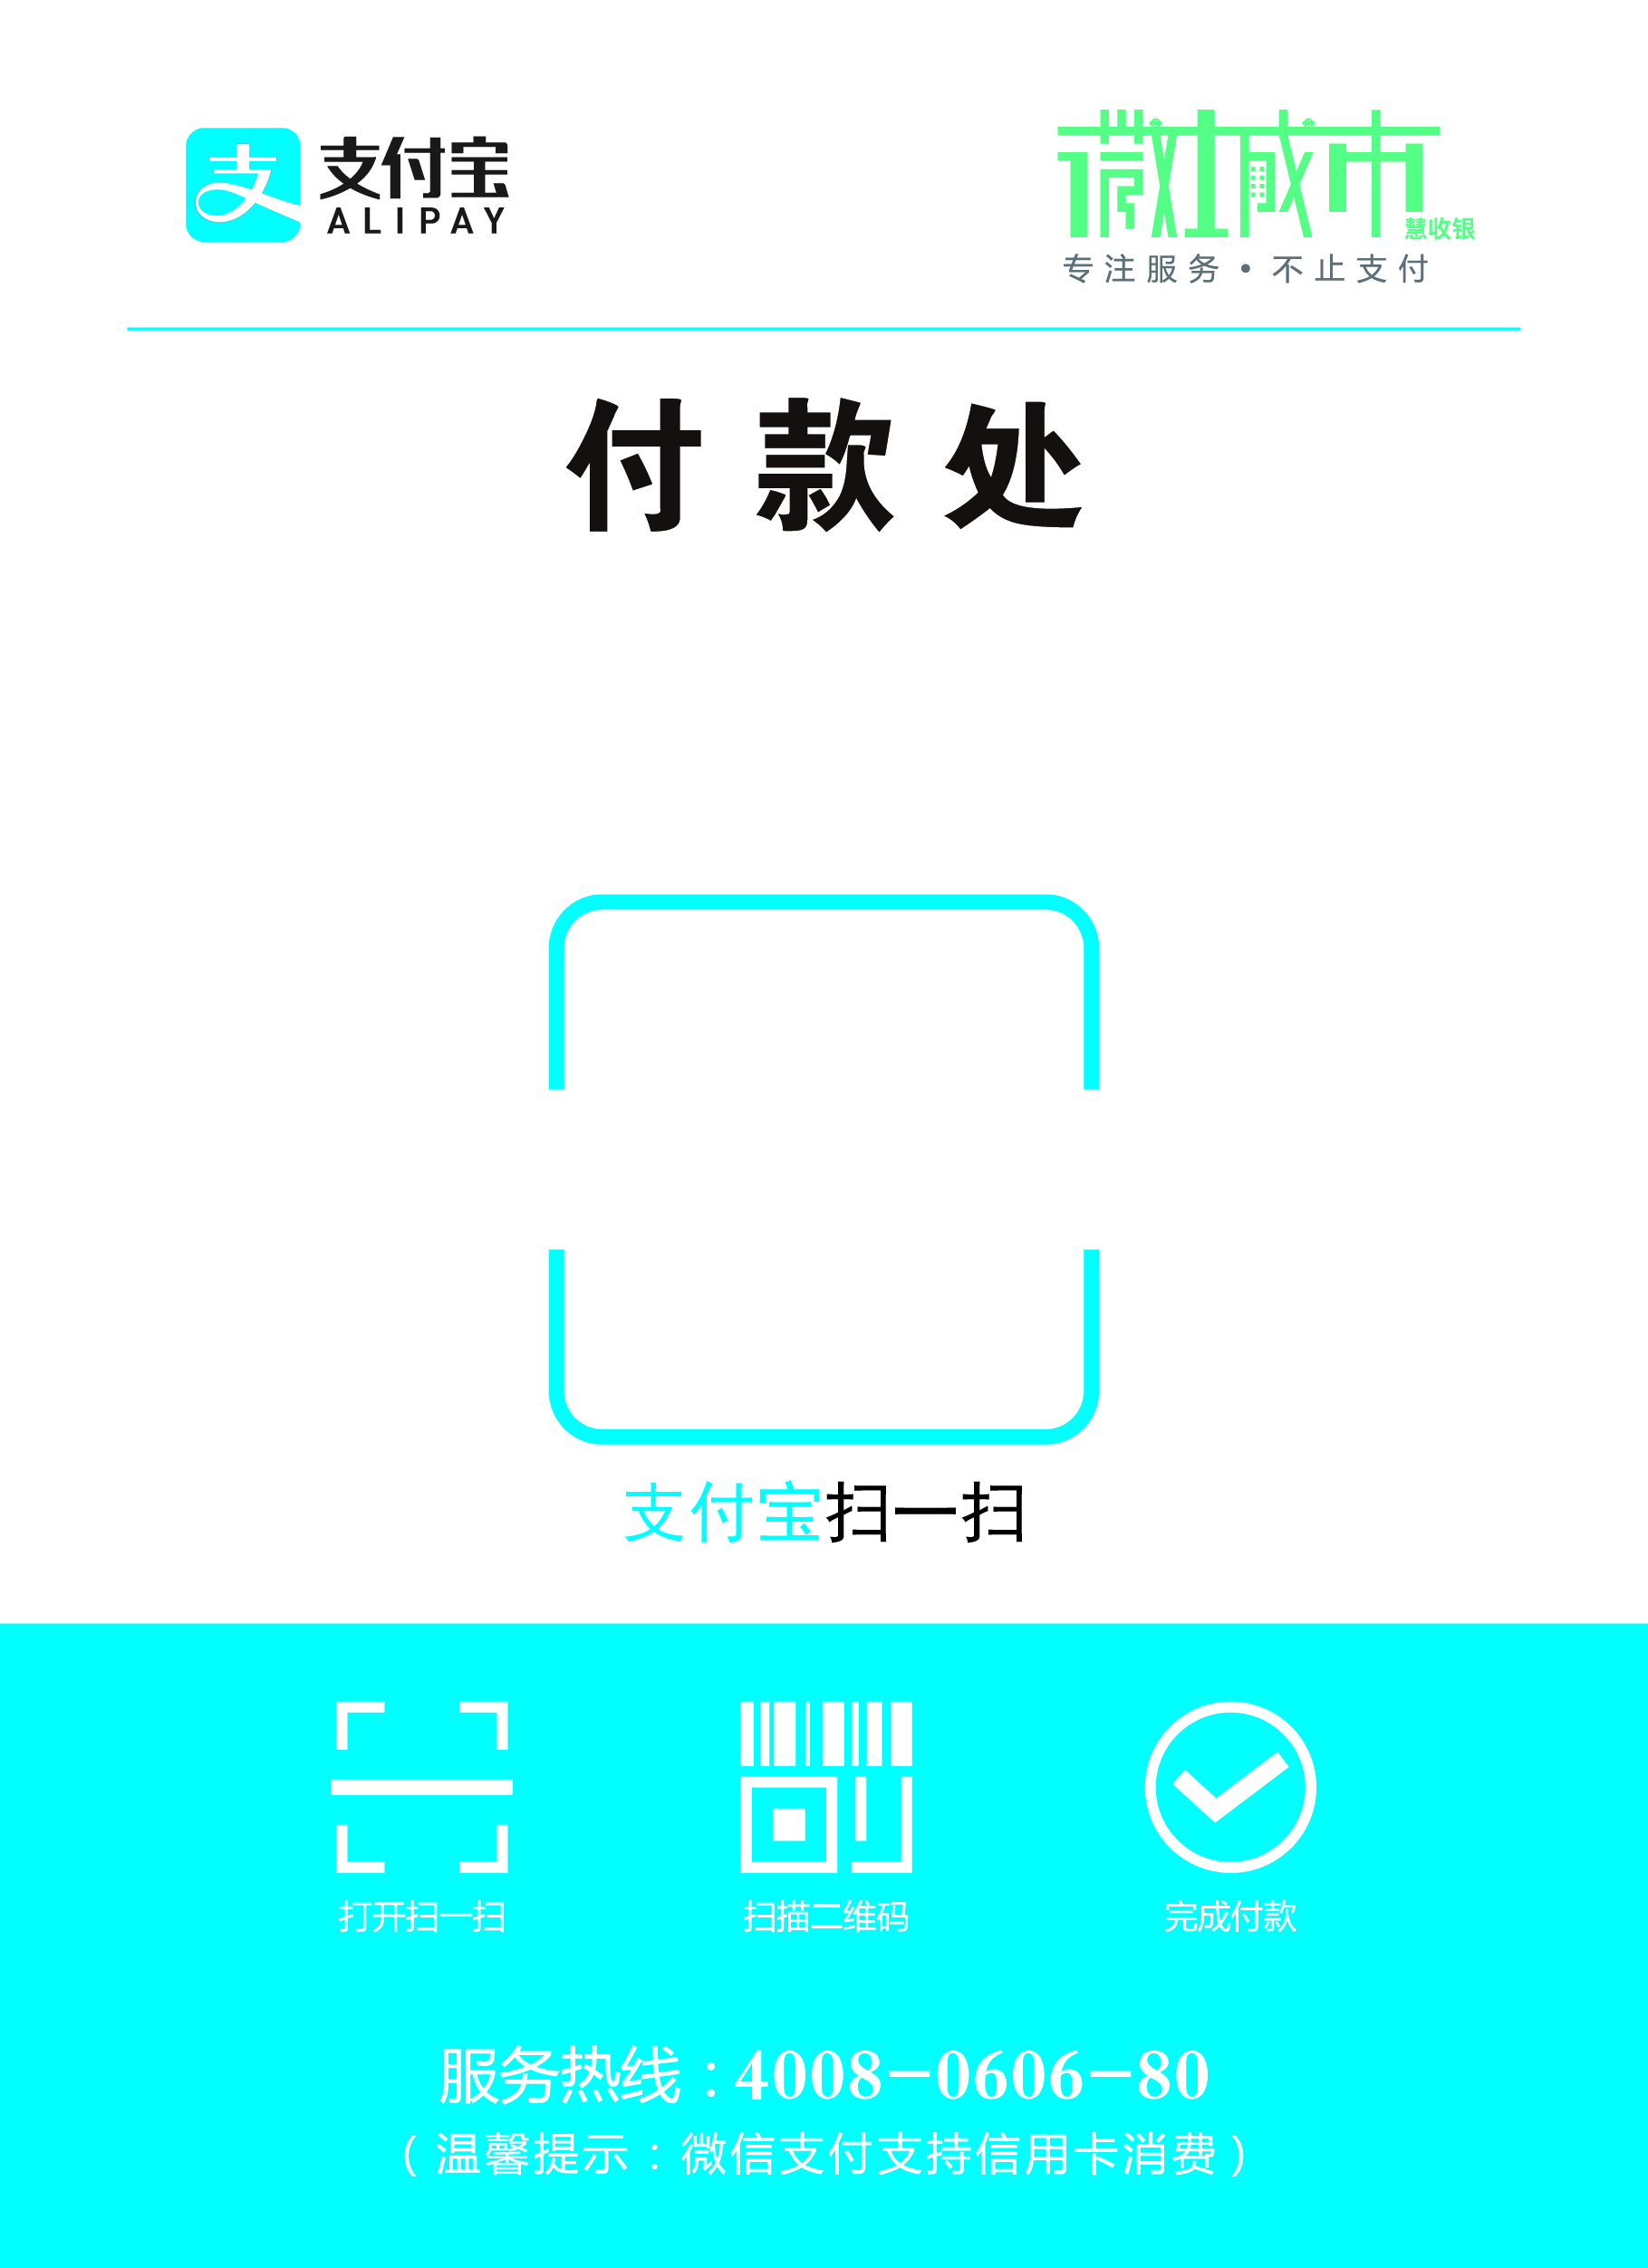 支付宝
ALIPAY
微城市
慧收银
专注服务·不止支付
付款处
支付宝扫一扫
打开扫一扫
扫描二维码
完成付款
服务热线:4008-0606-80
(温馨提示:微信支付支持信用卡消费)